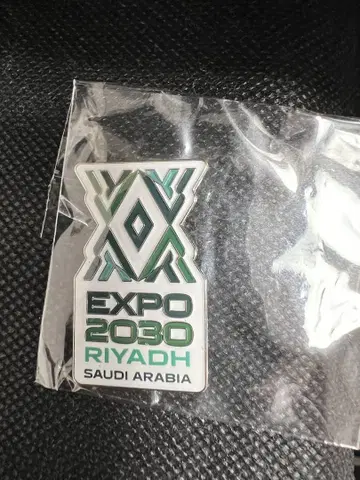 EXPO
2030
RIYADH
SAUDI ARABIA